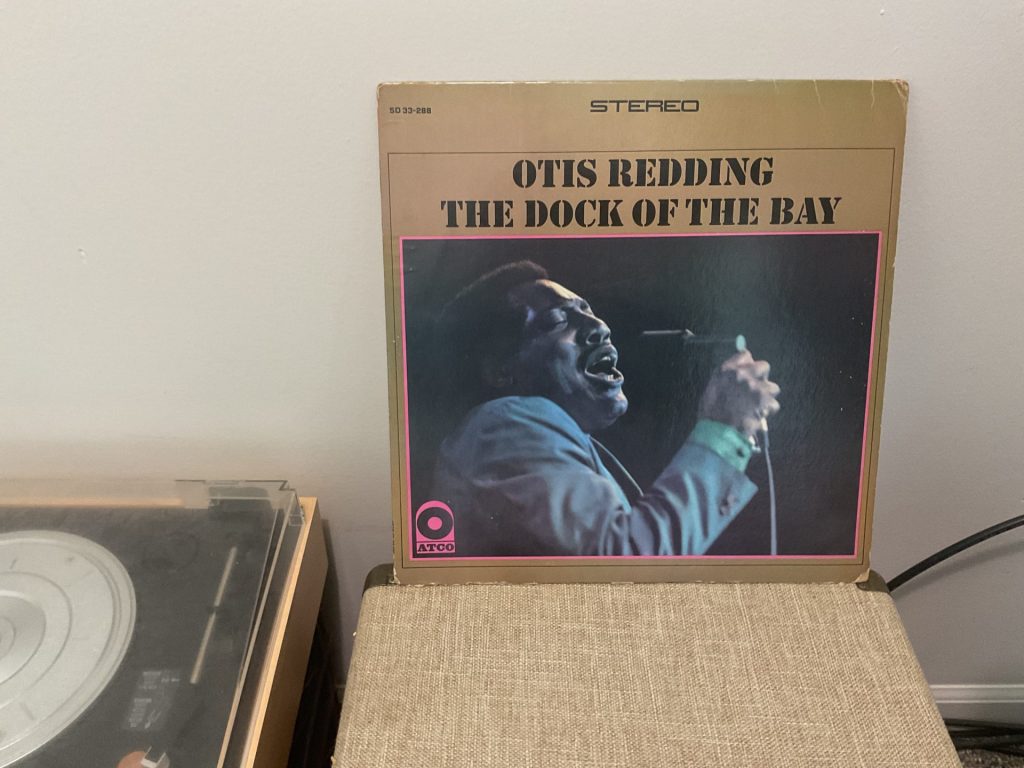 SD 33-288
STEREO
OTIS REDDING
THE DOCK OF THE BAY
ATCO